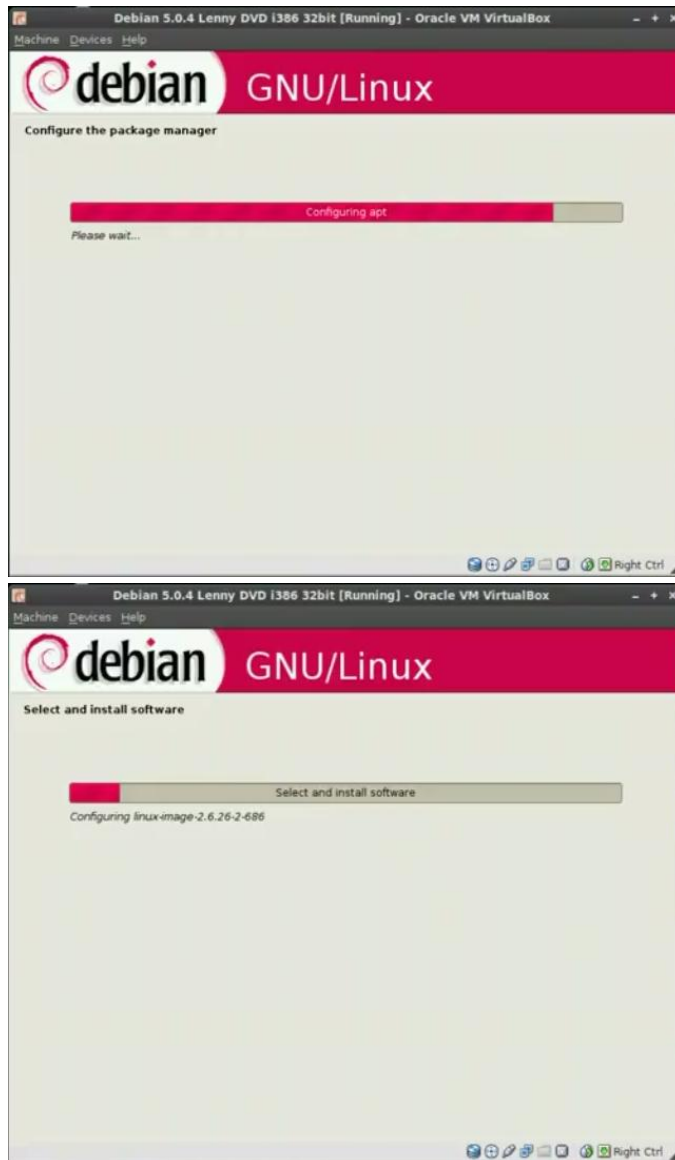 Debian 5.0.4 Lenny DVD i386 32bit [Running] - Oracle VM VirtualBox
Machine Devices Help
debian GNU/Linux
Configure the package manager
Configuring apt
Please wait...
Right Ctrl
Debian 5.0.4 Lenny DVD i386 32bit [Running] - Oracle VM VirtualBox
Machine Devices Help
debian GNU/Linux
Select and install software
Select and install software
Configuring linux-image-2.6.26-2-686
Right Ctrl